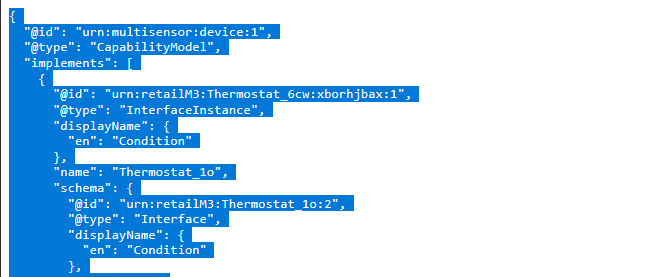 {
  "@id": "urn:multisensor:device:1",
  "@type": "CapabilityModel",
  "implements": [
    {
      "@id": "urn:retailM3:Thermostat_6cw:xborhjbax:1",
      "@type": "InterfaceInstance",
      "displayName": {
        "en": "Condition"
      },
      "name": "Thermostat_1o",
      "schema": {
        "@id": "urn:retailM3:Thermostat_1o:2",
        "@type": "Interface",
        "displayName": {
          "en": "Condition"
        },